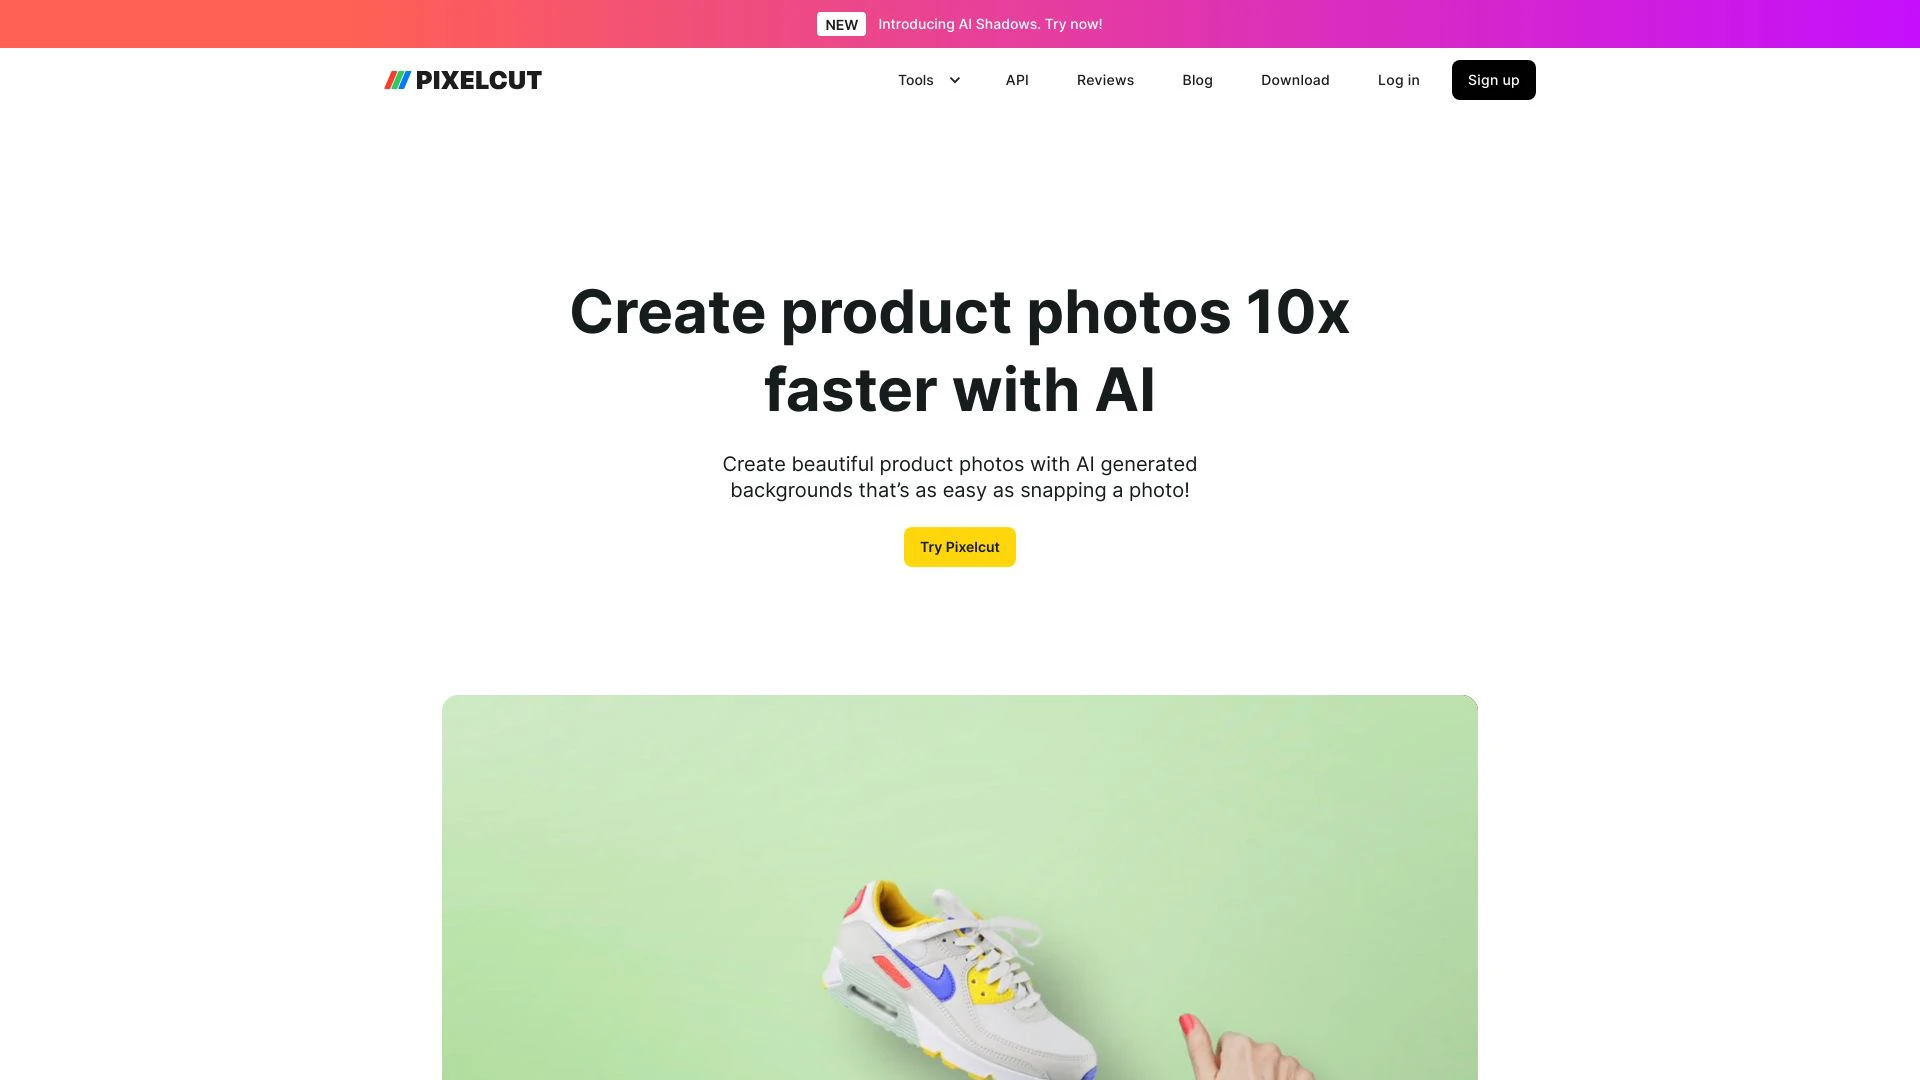 NEW Introducing AI Shadows. Try now!
PIXELCUT Tools API Reviews Blog Download Log in Sign up
Create product photos 10x
faster with AI
Create beautiful product photos with AI generated
backgrounds that’s as easy as snapping a photo!
Try Pixelcut